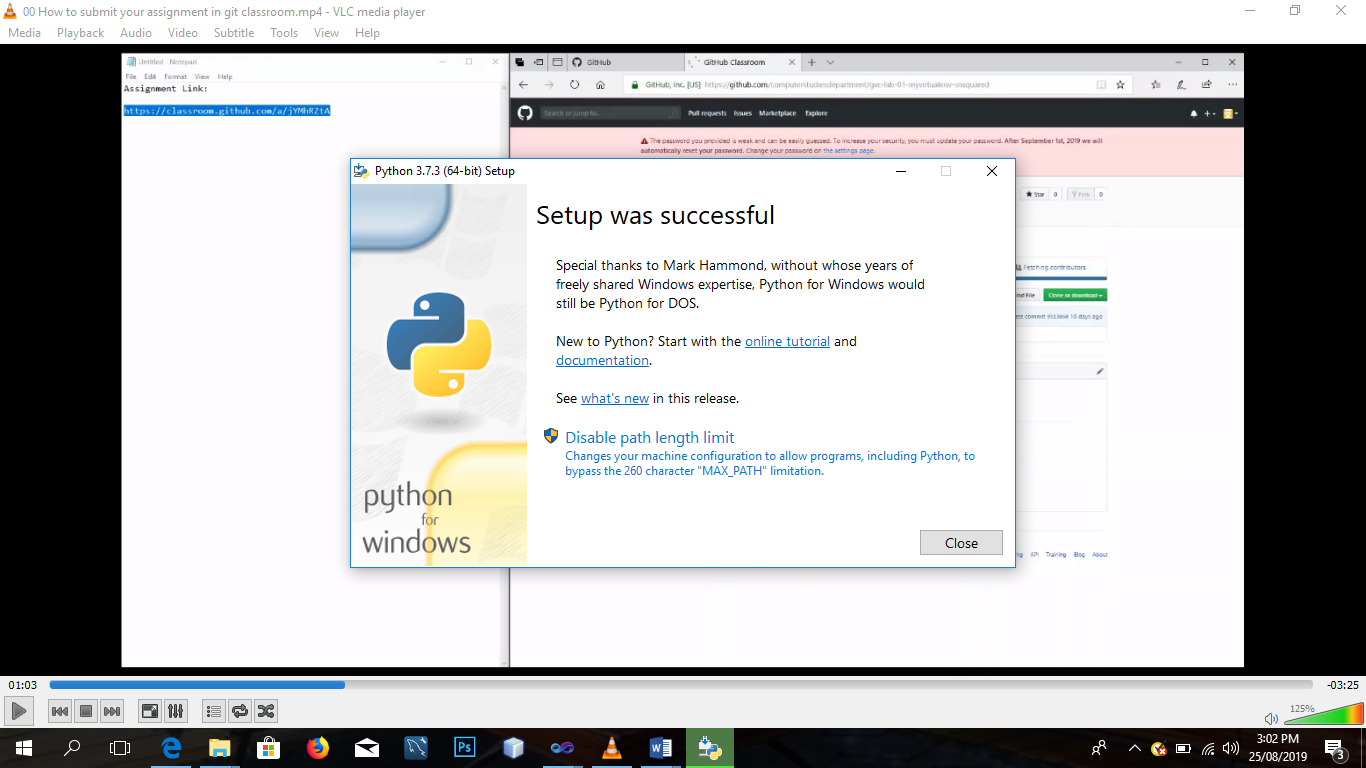 00 How to submit your assignment in git classroom.mp4 - VLC media player
Media Playback Audio Video Subtitle Tools View Help
Untitled - Notepad
File Edit Format View Help
Assignment Link:
https://classroom.github.com/a/jYMhRZtA
GitHub
GitHub Classroom
GitHub, Inc. [US] https://github.com/computerstudiesdepartment/gvc-lab-01-myvirtualenv-snsquared
Search or jump to...
Pull requests Issues Marketplace Explore
The password you provided is weak and can be easily guessed. To increase your security, you must update your password. After September 1st, 2019 we will
automatically reset your password. Change your password on the settings page.
Star 0 Fork 0
Fetching contributors
nd File Clone or download
commit 10 days ago
API Training Blog About
Python 3.7.3 (64-bit) Setup
Setup was successful
Special thanks to Mark Hammond, without whose years of
freely shared Windows expertise, Python for Windows would
still be Python for DOS.
New to Python? Start with the online tutorial and
documentation.
See what's new in this release.
Disable path length limit
Changes your machine configuration to allow programs, including Python, to
bypass the 260 character "MAX_PATH" limitation.
python
for
windows
Close
01:03
-03:25
125%
Ps
W
3:02 PM
25/08/2019
3